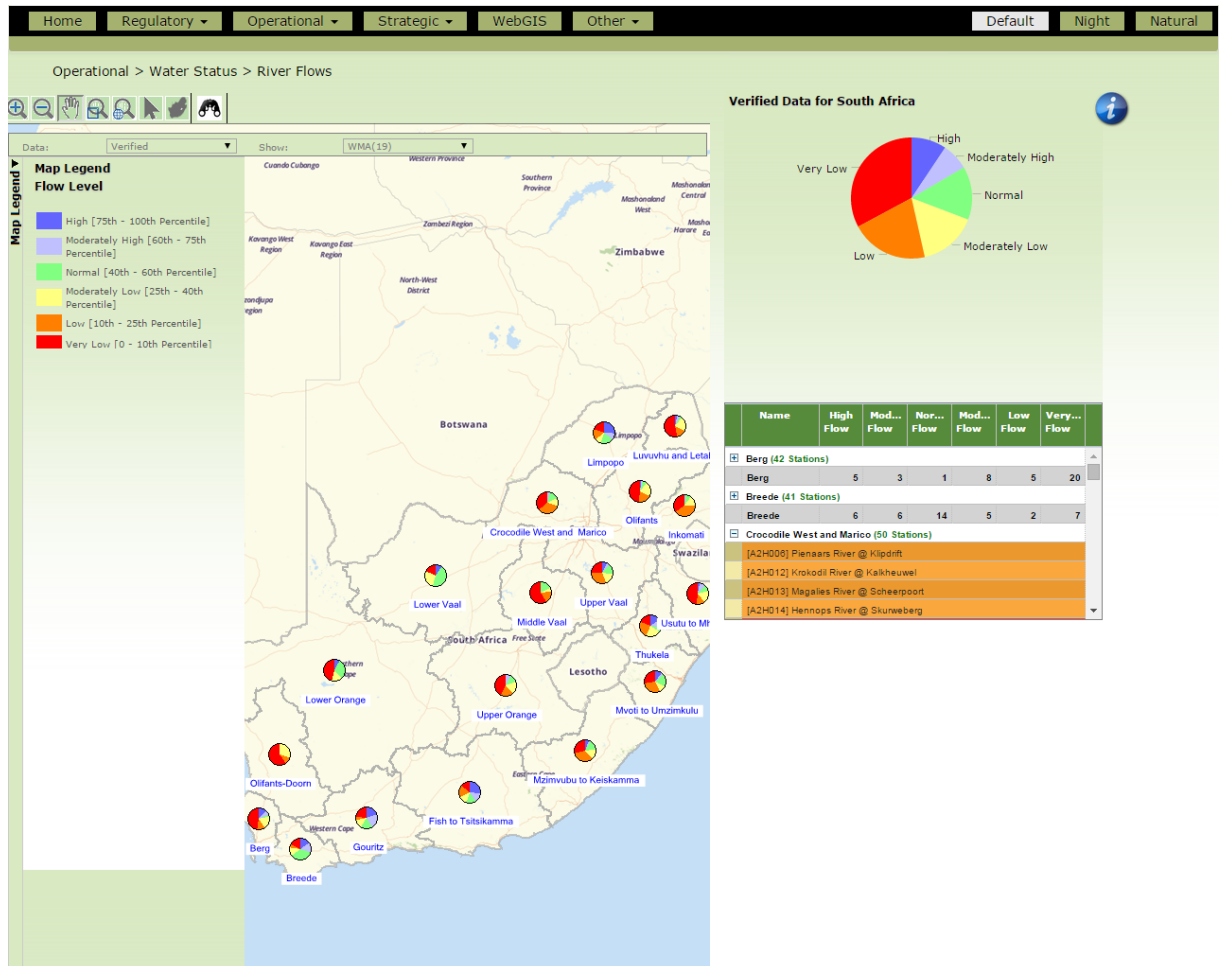 Home Regulatory Operational Strategic WebGIS Other Default Night Natural
Operational > Water Status > River Flows
Data: Verified Show: WMA(19)
Map Legend
Map Legend
Flow Level
High [75th - 100th Percentile]
Moderately High [60th - 75th
Percentile]
Normal [40th - 60th Percentile]
Moderately Low [25th - 40th
Percentile]
Low [10th - 25th Percentile]
Very Low [0 - 10th Percentile]
Western Province
Cuando Cubango
Southern
Province
Mashonaland
West
Central
Harare
Zambezi Region
Kavango West
Region
Kavango East
Region
Zimbabwe
North-West
District
Botswana
Limpopo
Limpopo
Luvuvhu and Letal
Olifants
Crocodile West and Marico
Inkomati
Swazila
Lower Vaal
Upper Vaal
Middle Vaal
Usutu to Mh
South Africa
Free State
Thukela
Lesotho
Lower Orange
Upper Orange
Mvoti to Umzimkulu
Olifants-Doorn
Mzimvubu to Keiskamma
Fish to Tsitsikamma
Western Cape
Berg
Gouritz
Breede
Verified Data for South Africa
High
Moderately High
Very Low
Normal
Moderately Low
Low
Name High Flow Mod... Flow Nor... Flow Mod... Flow Low Flow Very... Flow
Berg (42 Stations)
Berg 5 3 1 8 5 20
Breede (41 Stations)
Breede 6 6 14 5 2 7
Crocodile West and Marico (50 Stations)
[A2H006] Pienaars River @ Klipdrift
[A2H012] Krokodil River @ Kalkheuwel
[A2H013] Magalies River @ Scheerpoort
[A2H014] Hennops River @ Skurweberg